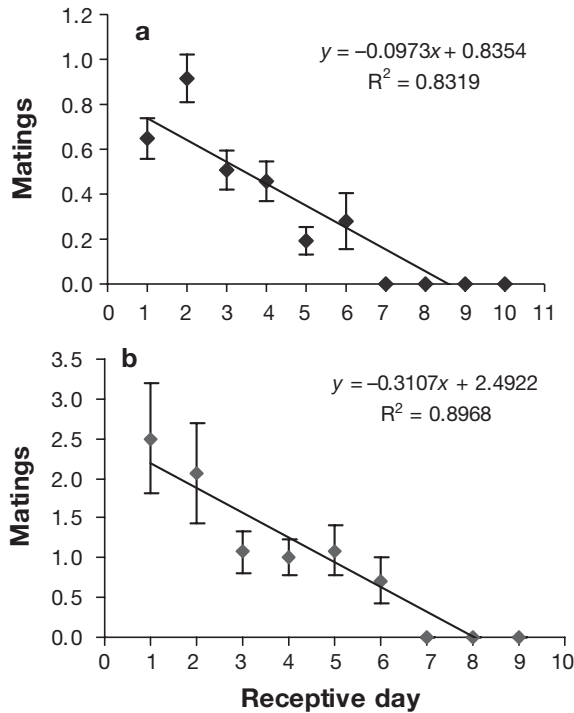 a
y = –0.0973x + 0.8354
R² = 0.8319
Matings
1.2
1.0
0.8
0.6
0.4
0.2
0.0
0 1 2 3 4 5 6 7 8 9 10 11
b
y = –0.3107x + 2.4922
R² = 0.8968
Matings
3.5
3.0
2.5
2.0
1.5
1.0
0.5
0.0
0 1 2 3 4 5 6 7 8 9 10
Receptive day